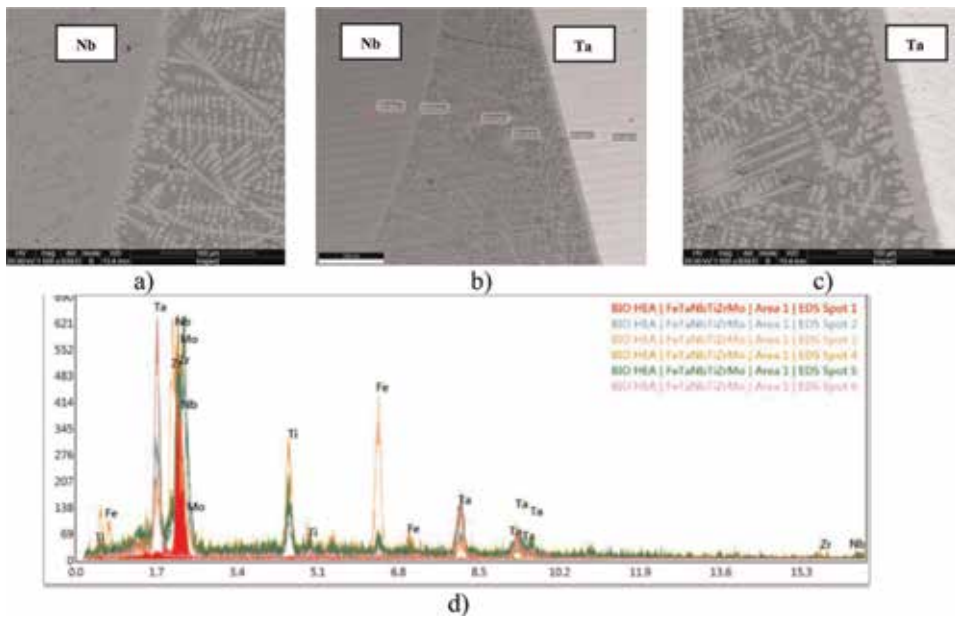 Nb
Nb
Ta
Ta
a)
b)
c)
690
621
552
483
414
345
276
207
138
69
0
0.0 1.7 3.4 5.1 6.8 8.5 10.2 11.9 13.6 15.3
Ta
Nb
Mo
Zr
Zr
Nb
Mo
Fe
Ti
Ti
Ti
Fe
Fe
Ta
Ta
Ta
Ta
Ta
Zr
Nb
BIO HEA | FeTaNbTiZrMo | Area 1 | EDS Spot 1
BIO HEA | FeTaNbTiZrMo | Area 1 | EDS Spot 2
BIO HEA | FeTaNbTiZrMo | Area 1 | EDS Spot 3
BIO HEA | FeTaNbTiZrMo | Area 1 | EDS Spot 4
BIO HEA | FeTaNbTiZrMo | Area 1 | EDS Spot 5
BIO HEA | FeTaNbTiZrMo | Area 1 | EDS Spot 6
d)